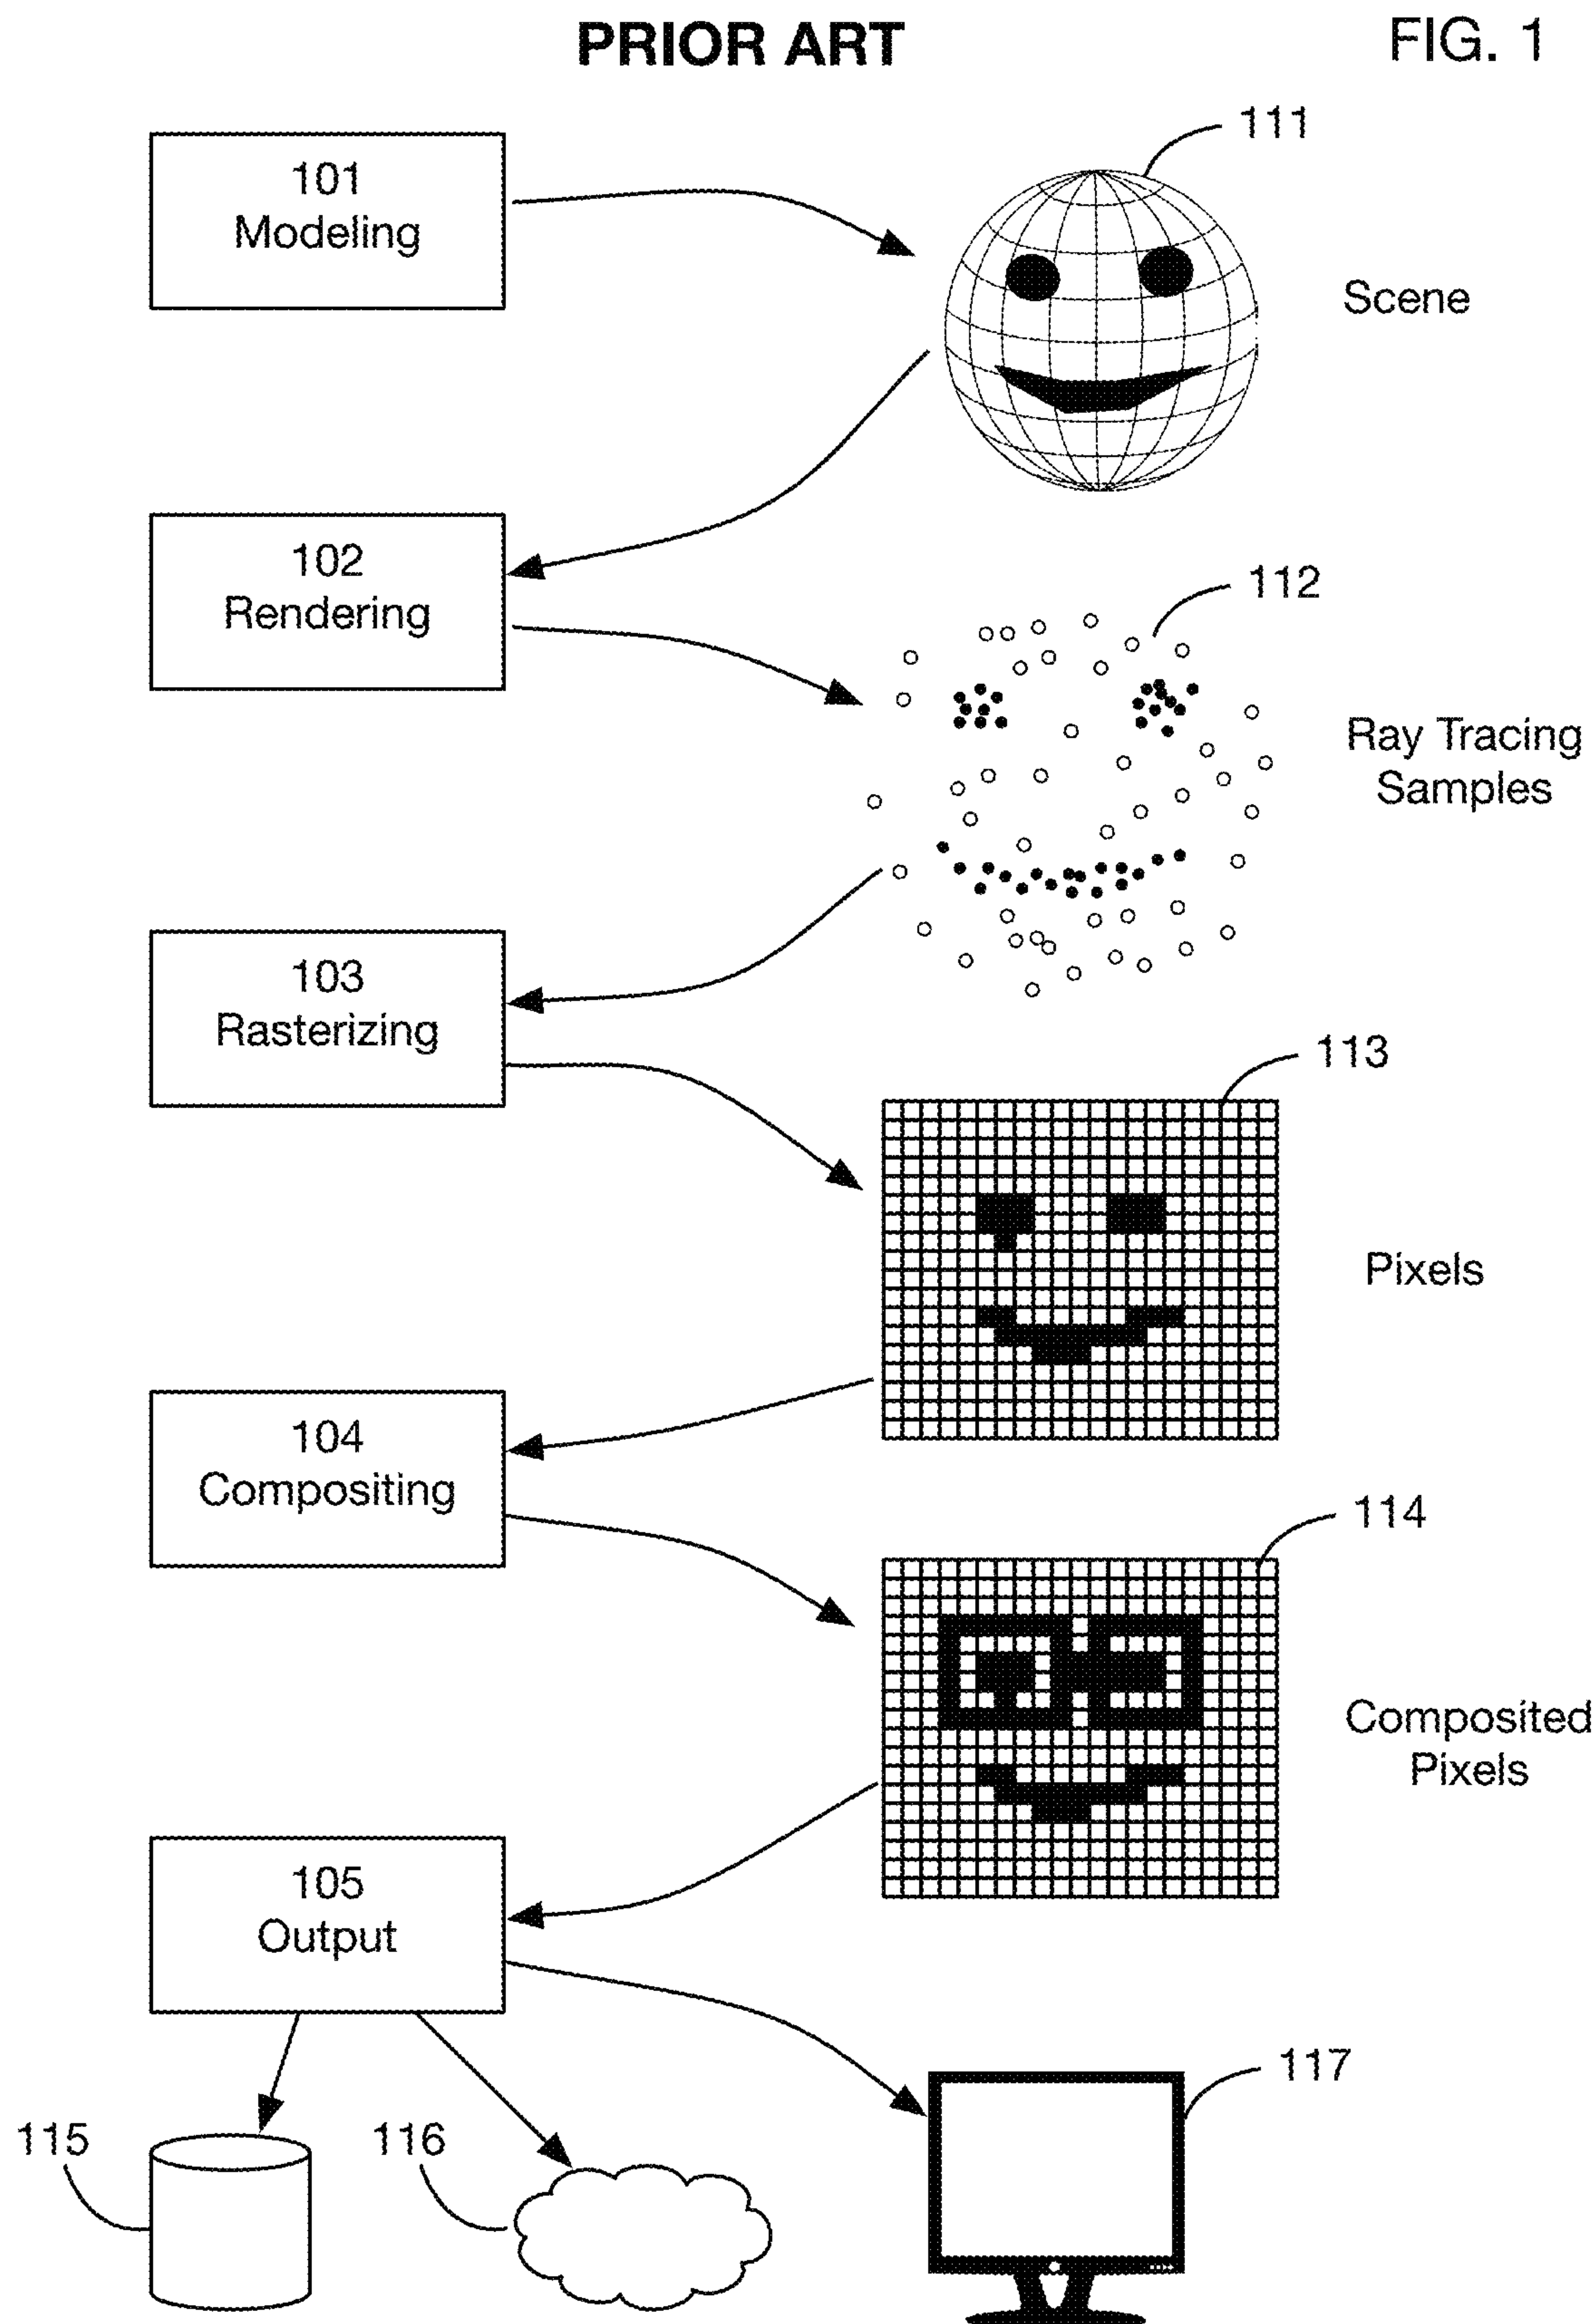 PRIOR ART
FIG. 1
111
101
Modeling
Scene
102
Rendering
112
Ray Tracing
Samples
103
Rasterizing
113
Pixels
104
Compositing
114
Composited
Pixels
105
Output
117
115
116